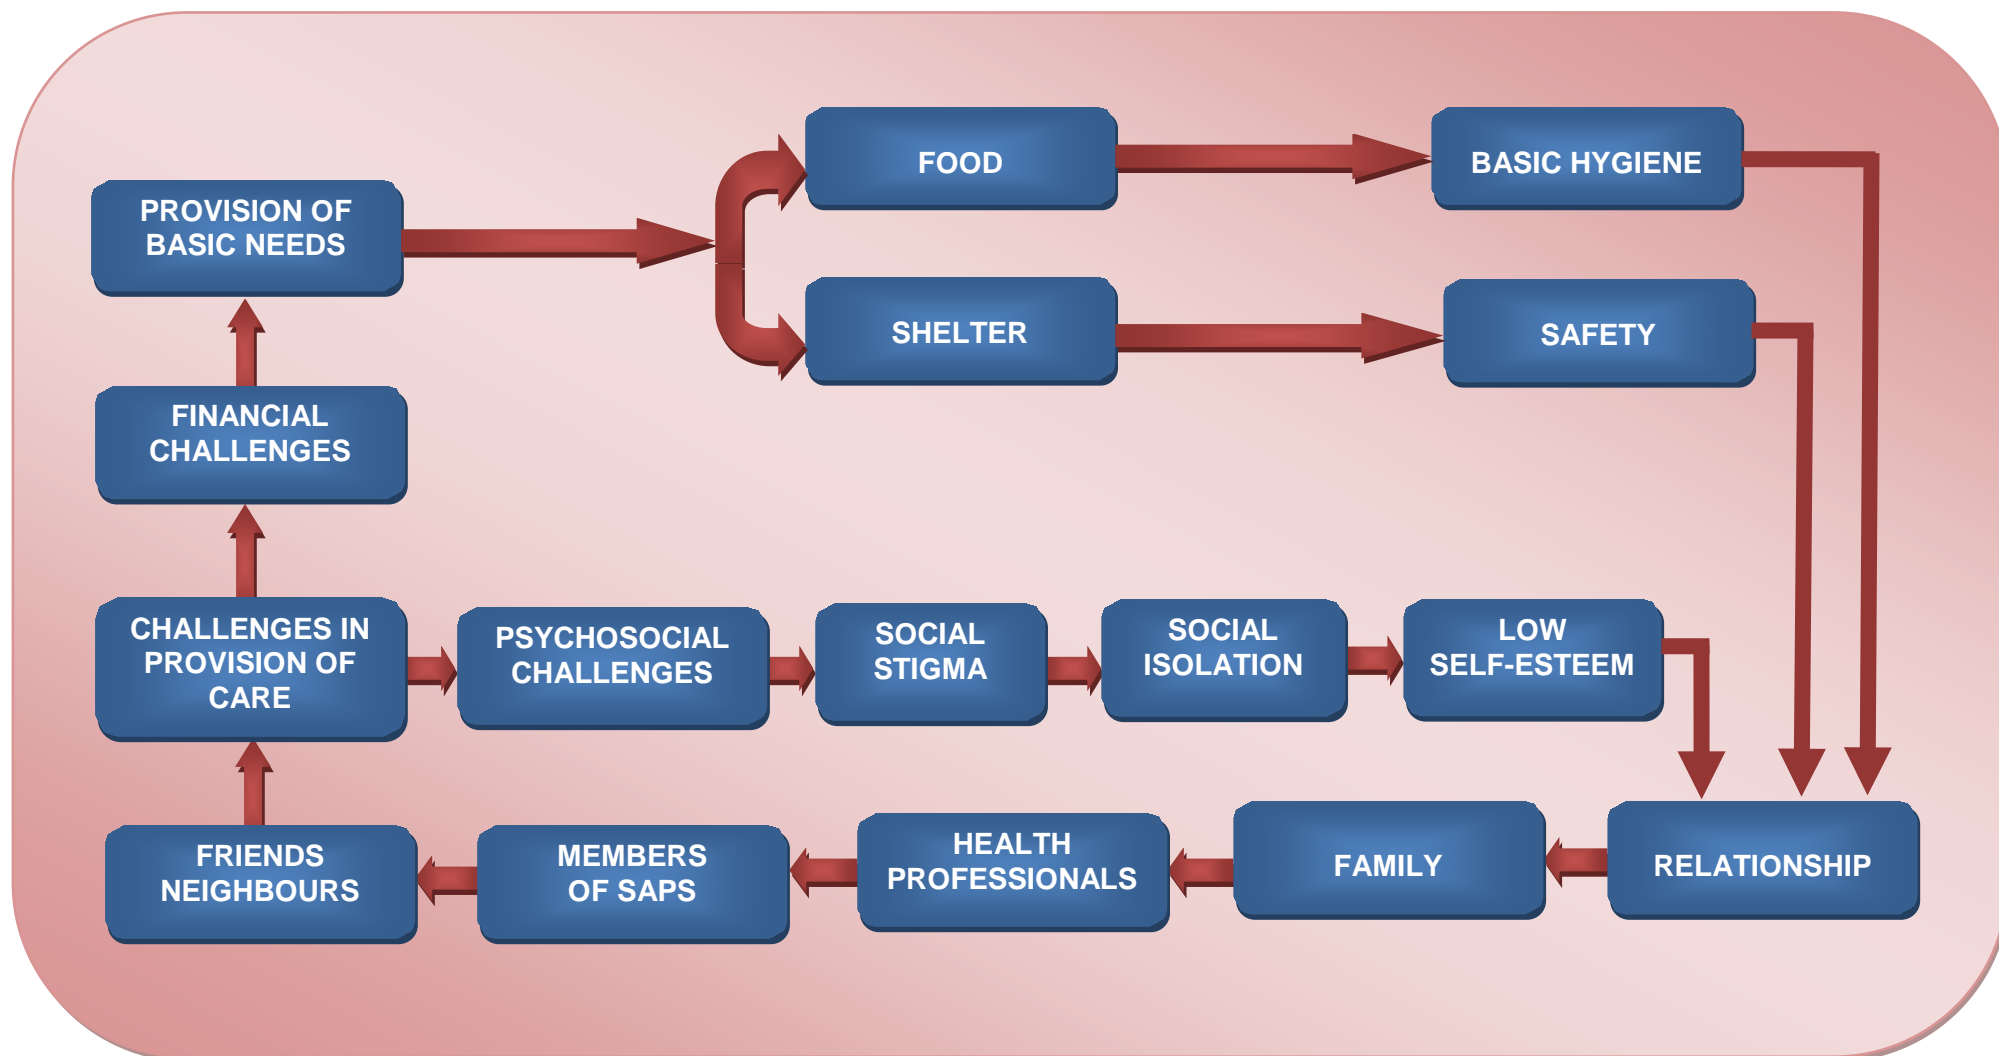 FOOD
BASIC HYGIENE
PROVISION OF
BASIC NEEDS
SHELTER
SAFETY
FINANCIAL
CHALLENGES
CHALLENGES IN
PROVISION OF
CARE
PSYCHOSOCIAL
CHALLENGES
SOCIAL
STIGMA
SOCIAL
ISOLATION
LOW
SELF-ESTEEM
FRIENDS
NEIGHBOURS
MEMBERS
OF SAPS
HEALTH
PROFESSIONALS
FAMILY
RELATIONSHIP